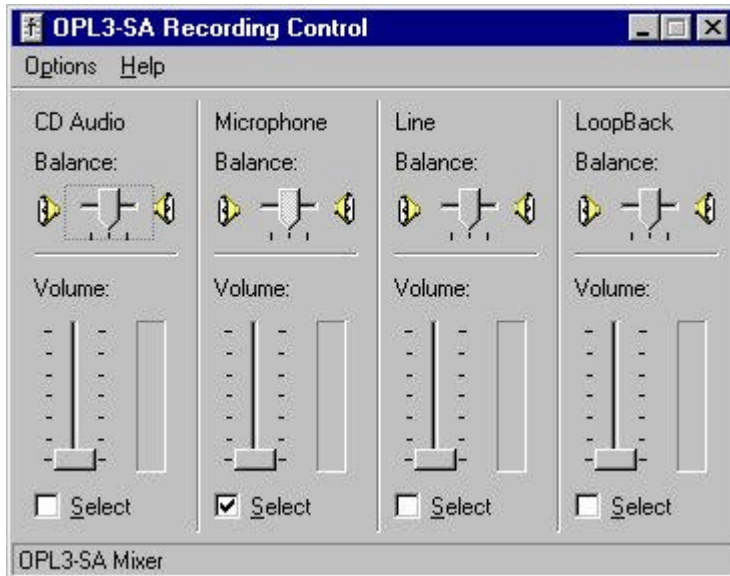 OPL3-SA Recording Control
Options Help
CD Audio Microphone Line LoopBack
Balance: Balance: Balance: Balance:
Volume: Volume: Volume: Volume:
Select Select Select Select
OPL3-SA Mixer